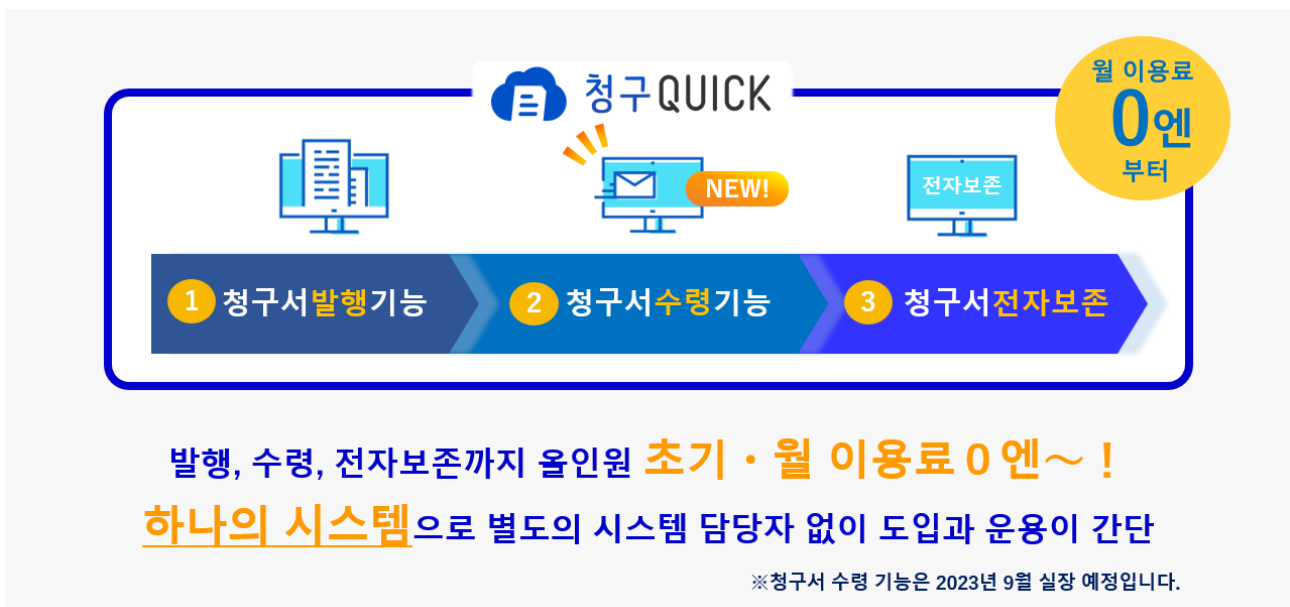 청구QUICK
월 이용료
0엔
부터
NEW!
전자보존
1 청구서발행기능
2 청구서수령기능
3 청구서전자보존
발행, 수령, 전자보존까지 올인원 초기・월 이용료 0 엔～！
하나의 시스템으로 별도의 시스템 담당자 없이 도입과 운용이 간단
※청구서 수령 기능은 2023년 9월 실장 예정입니다.